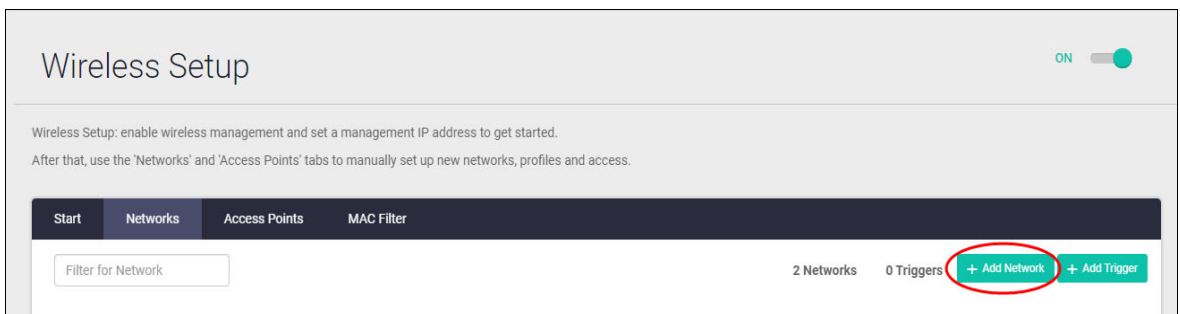 Wireless Setup
ON
Wireless Setup: enable wireless management and set a management IP address to get started.
After that, use the 'Networks' and 'Access Points' tabs to manually set up new networks, profiles and access.
Start Networks Access Points MAC Filter
Filter for Network 2 Networks 0 Triggers + Add Network + Add Trigger